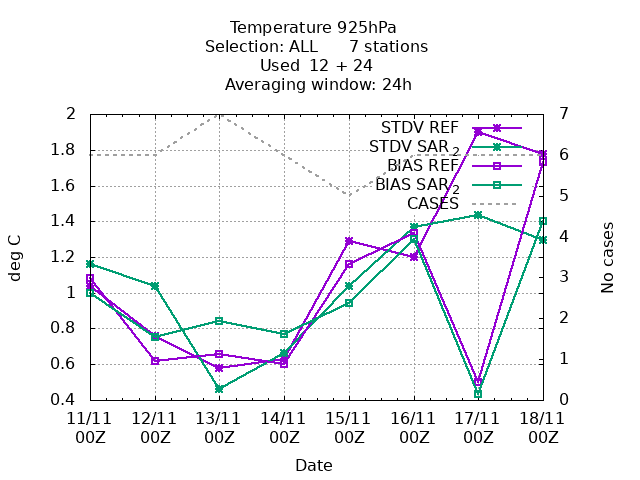 Temperature 925hPa
Selection: ALL      7 stations
Used  12 + 24
Averaging window: 24h
STDV REF
STDV SAR2
BIAS REF
BIAS SAR2
CASES
2
1.8
1.6
1.4
1.2
1
0.8
0.6
0.4
deg C
7
6
5
4
3
2
1
0
No cases
11/11 12/11 13/11 14/11 15/11 16/11 17/11 18/11
00Z 00Z 00Z 00Z 00Z 00Z 00Z 00Z
Date